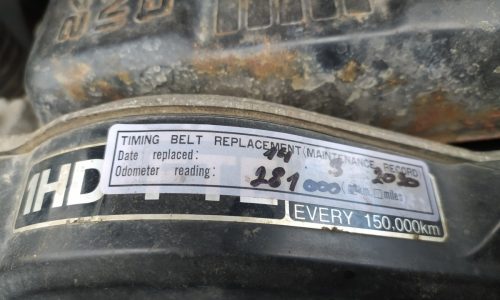 TIMING BELT REPLACEMENT(MAINTENANCE RECORD
Date replaced: 14 3 2020
Odometer reading: 281000 (km, miles
1HD
EVERY 150.000km